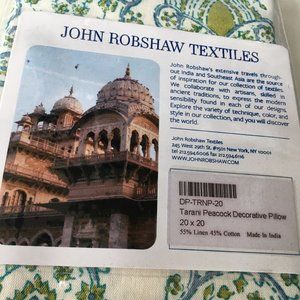 JOHN ROBSHAW TEXTILES
John Robshaw's extensive travels through-
out India and Southeast Asia are the source
of inspiration for our collection of textiles.
We collaborate with artisans, skilled in
ancient traditions, to express the modern
sensibility found in each of our designs.
Explore the variety of technique, color, and
style in our collection, and you will discover
the world.
John Robshaw Textiles
245 West 29th St. #1501 New York, NY 10001
tel 212.594.6006 fax 212.594.6116
WWW.JOHNROBSHAW.COM
DP-TRNP-20
Tarani Peacock Decorative Pillow
20 x 20
55% Linen 45% Cotton Made in India